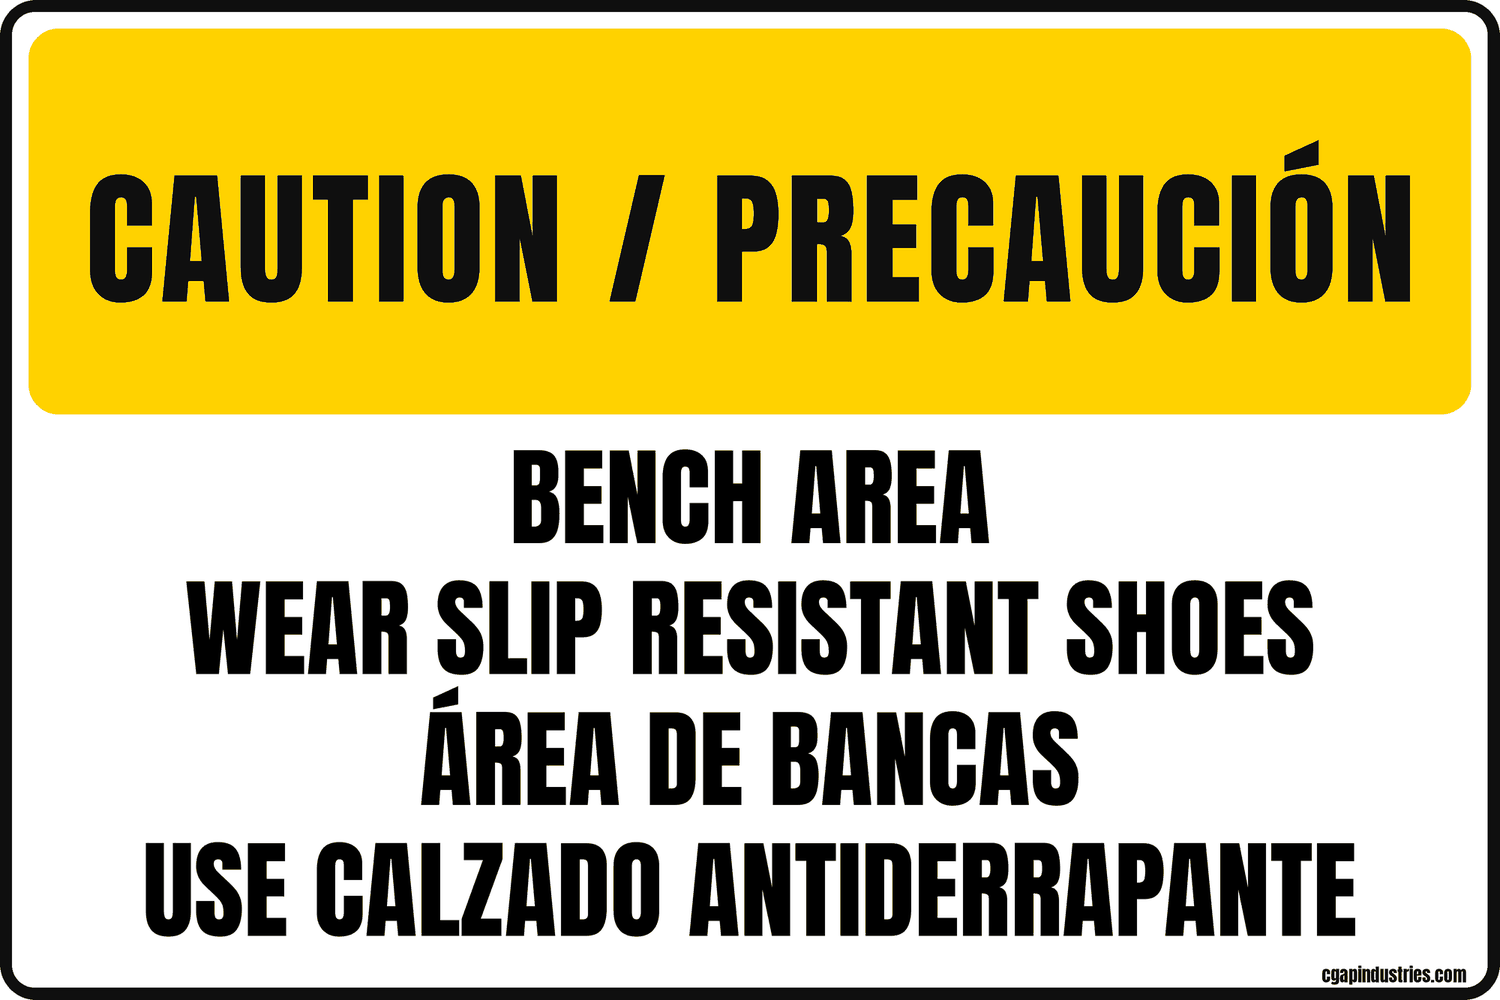 CAUTION / PRECAUCIÓN
BENCH AREA
WEAR SLIP RESISTANT SHOES
ÁREA DE BANCAS
USE CALZADO ANTIDERRAPANTE
cgapindustries.com